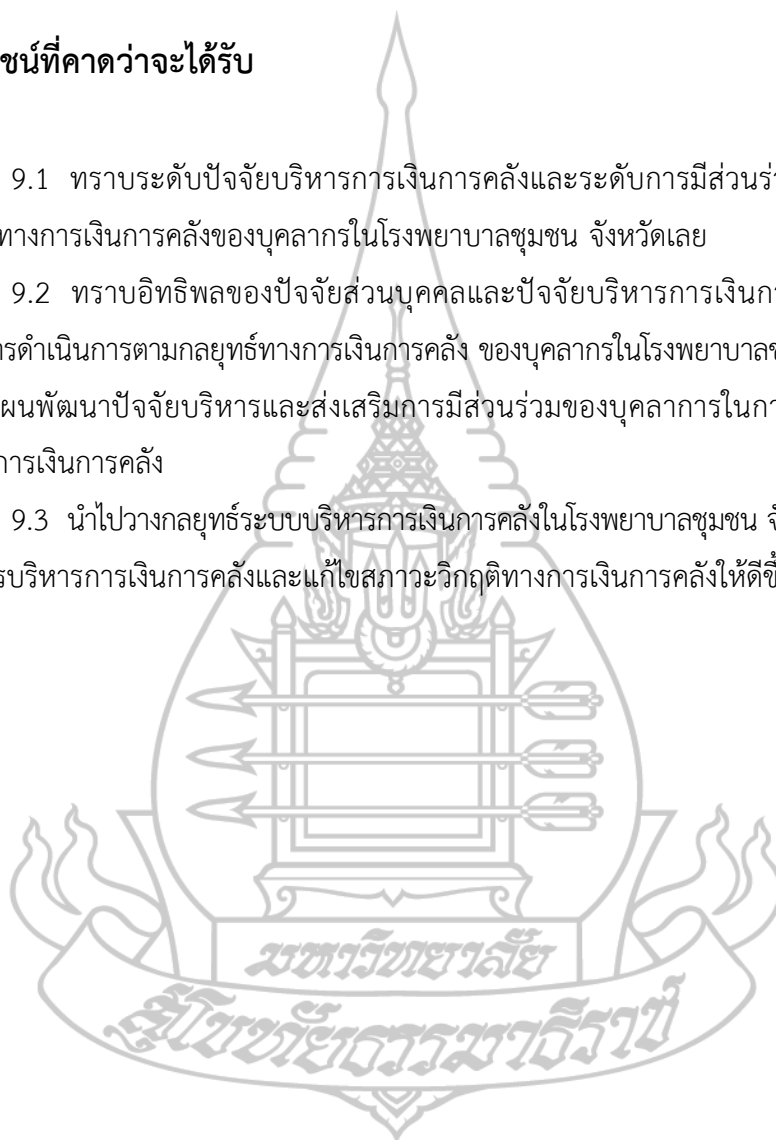 ชน์ที่คาดว่าจะได้รับ
9.1 ทราบระดับปัจจัยบริหารการเงินการคลังและระดับการมีส่วนร่ว
ทางการเงินการคลังของบุคลากรในโรงพยาบาลชุมชน จังหวัดเลย
9.2 ทราบอิทธิพลของปัจจัยส่วนบุคคลและปัจจัยบริหารการเงินกา
รดำเนินการตามกลยุทธ์ทางการเงินการคลัง ของบุคลากรในโรงพยาบาลช
ผนพัฒนาปัจจัยบริหารและส่งเสริมการมีส่วนร่วมของบุคลาการในกา
การเงินการคลัง
9.3 นำไปวางกลยุทธ์ระบบบริหารการเงินการคลังในโรงพยาบาลชุมชน จั
รบริหารการเงินการคลังและแก้ไขสภาวะวิกฤติทางการเงินการคลังให้ดีขึ้
มหาวิทยาลัย
สุโขทัยธรรมาธิราช